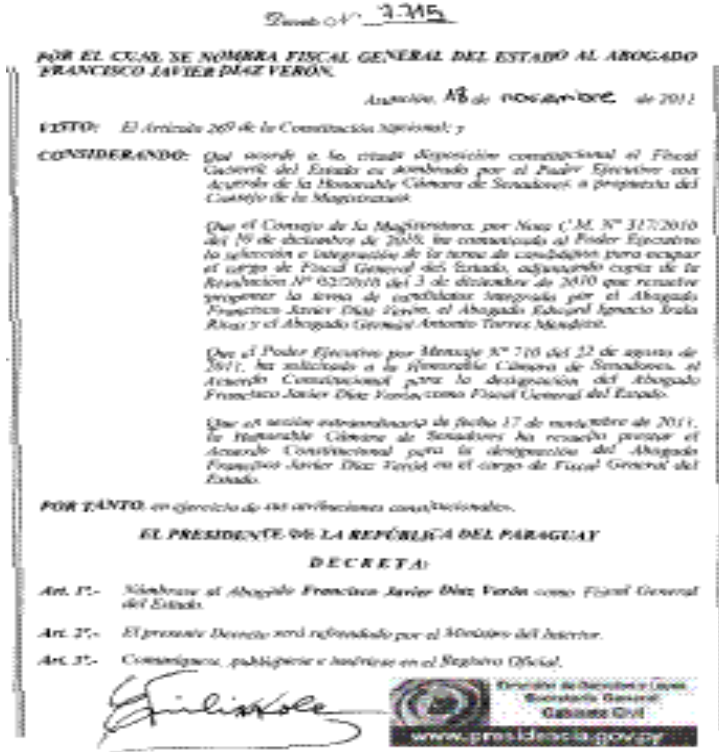 Decreto N° 7.715
POR EL CUAL SE NOMBRA FISCAL GENERAL DEL ESTADO AL ABOGADO
FRANCISCO JAVIER DÍAZ VERÓN.
Asunción, 18 de noviembre de 2011
VISTO: El Artículo 269 de la Constitución Nacional; y
CONSIDERANDO: Que acorde a la citada disposición constitucional el Fiscal
General del Estado es nombrado por el Poder Ejecutivo con
Acuerdo de la Honorable Cámara de Senadores, a propuesta del
Consejo de la Magistratura.
Que el Consejo de la Magistratura, por Nota C.M. N° 317/2010
del de diciembre de 2010, ha comunicado al Poder Ejecutivo
la selección e integración de la terna de candidatos para ocupar
el cargo de Fiscal General del Estado, adjuntando copia de la
Resolución N° 02/2010 del 3 de diciembre de 2010 que resuelve
proponer la terna de candidatos integrada por el Abogado
Francisco Javier Díaz Verón, el Abogado Edward Ignacio
Rivas y el Abogado Germán Antonio Torres Mendoza.
Que el Poder Ejecutivo por Mensaje N° 710 del 22 de agosto de
2011, ha solicitado a la Honorable Cámara de Senadores, el
Acuerdo Constitucional para la designación del Abogado
Francisco Javier Díaz Verón, como Fiscal General del Estado.
Que en sesión extraordinaria de fecha 17 de noviembre de 2011,
la Honorable Cámara de Senadores ha resuelto prestar el
Acuerdo Constitucional para la designación del Abogado
Francisco Javier Díaz Verón en el cargo de Fiscal General del
Estado.
POR TANTO, en ejercicio de sus atribuciones constitucionales,
EL PRESIDENTE DE LA REPÚBLICA DEL PARAGUAY
DECRETA:
Art. 1°.- Nómbrase al Abogado Francisco Javier Díaz Verón como Fiscal General
del Estado.
Art. 2°.- El presente Decreto será refrendado por el Ministro del Interior.
Art. 3°.- Comuníquese, publíquese e insértese en el Registro Oficial.
Dirección de Decretos y Leyes
Secretaría General
Gabinete Civil
www.presidencia.gov.py